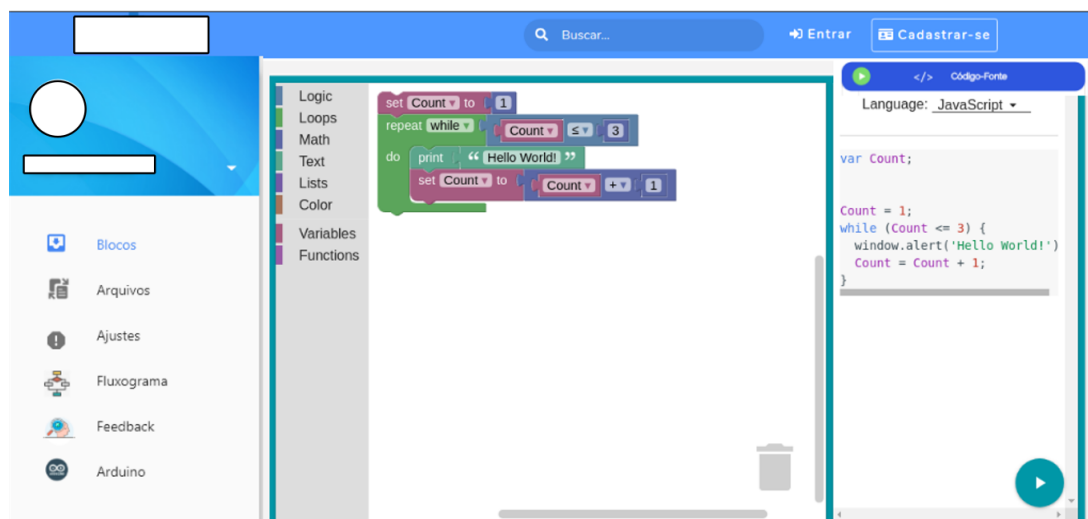 Buscar...
Entrar
Cadastrar-se
Blocos
Arquivos
Ajustes
Fluxograma
Feedback
Arduino
Logic
Loops
Math
Text
Lists
Color
Variables
Functions
set Count to 1
repeat while Count ≤ 3
do print “ Hello World! ”
set Count to Count + 1
</> Código-Fonte
Language: JavaScript
var Count;
Count = 1;
while (Count <= 3) {
window.alert('Hello World!')
Count = Count + 1;
}